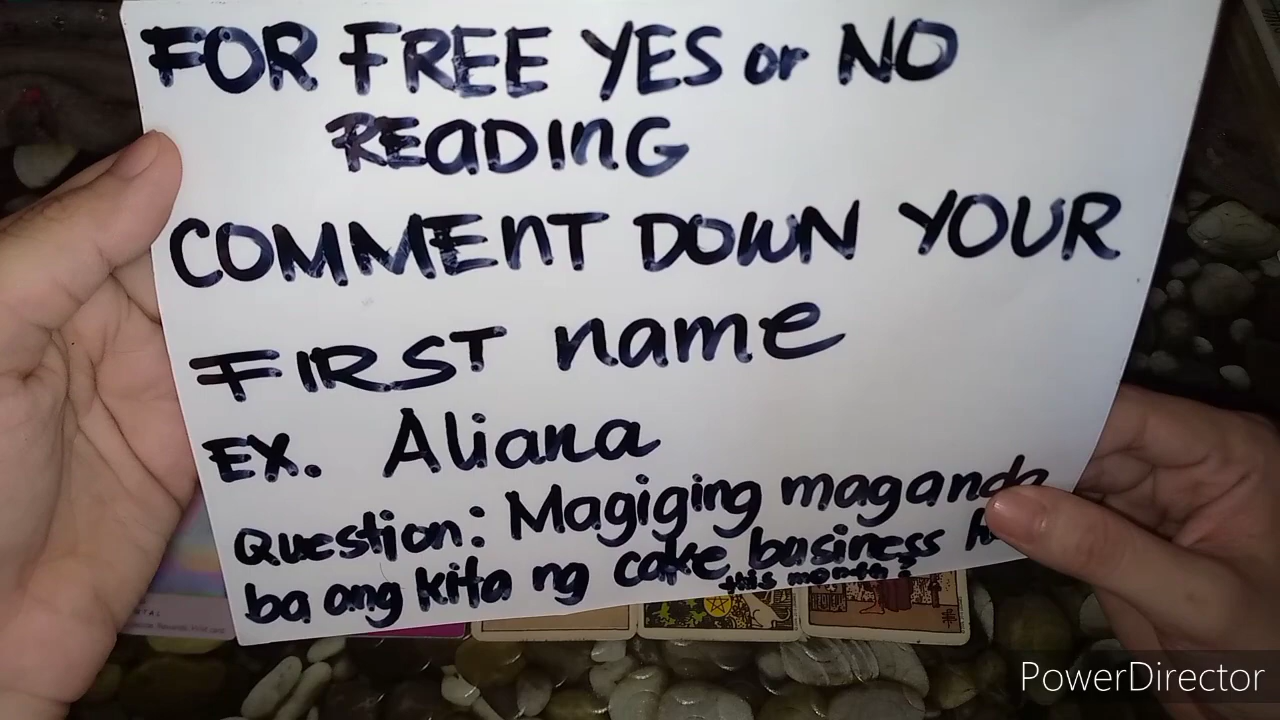 FOR FREE YES or NO
READING
COMMENT DOWN YOUR
FIRST name
EX. Aliana
Question: Magiging maganda
ba ang kita ng cake business
this month?
PowerDirector